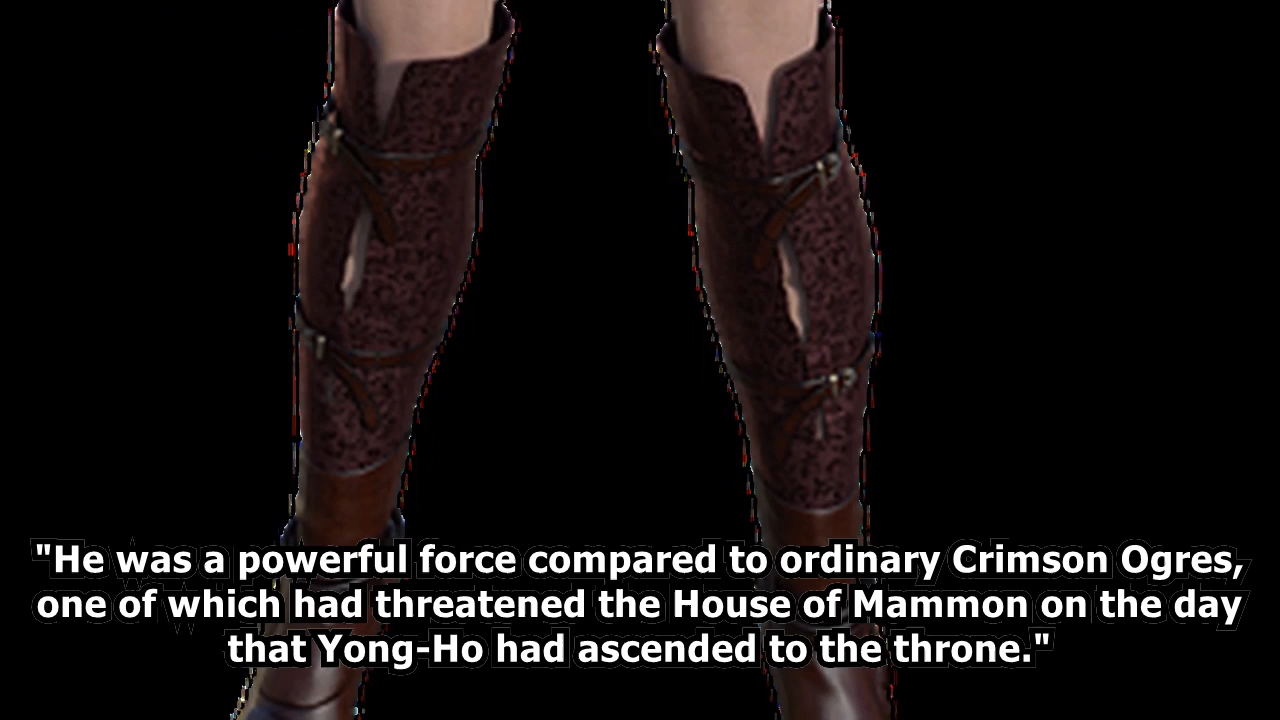 "He was a powerful force compared to ordinary Crimson Ogres,
one of which had threatened the House of Mammon on the day
that Yong-Ho had ascended to the throne."